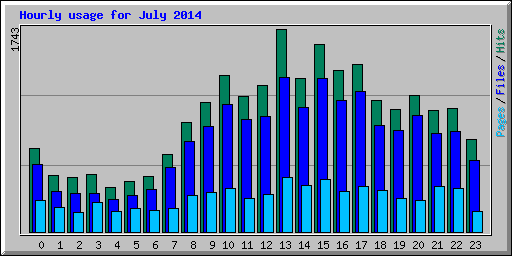 Hourly usage for July 2014
1743
Pages/Files/Hits
0 1 2 3 4 5 6 7 8 9 10 11 12 13 14 15 16 17 18 19 20 21 22 23